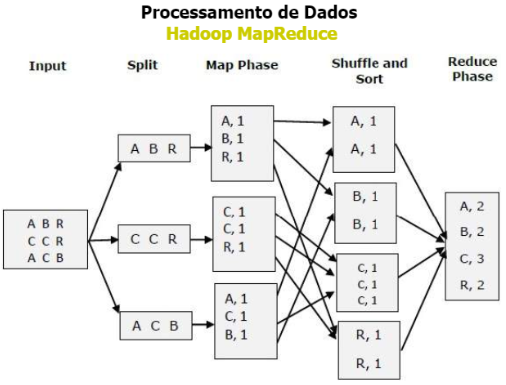 Processamento de Dados
Hadoop MapReduce
Input
Split
Map Phase
Shuffle and
Sort
Reduce
Phase
A B R
C C R
A C B
A B R
C C R
A C B
A, 1
B, 1
R, 1
C, 1
C, 1
R, 1
A, 1
C, 1
B, 1
A, 1
A, 1
B, 1
B, 1
C, 1
C, 1
C, 1
R, 1
R, 1
A, 2
B, 2
C, 3
R, 2